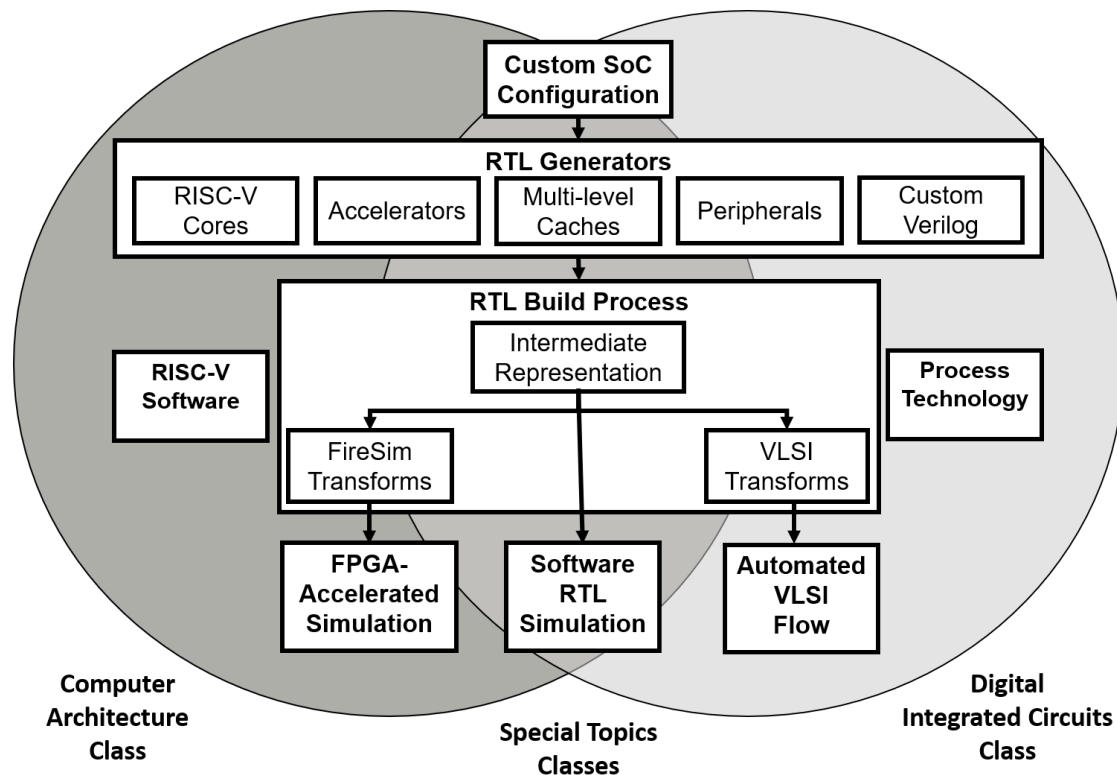 Custom SoC
Configuration
RTL Generators
RISC-V
Cores
Accelerators
Multi-level
Caches
Peripherals
Custom
Verilog
RTL Build Process
Intermediate
Representation
RISC-V
Software
Process
Technology
FireSim
Transforms
VLSI
Transforms
FPGA-
Accelerated
Simulation
Software
RTL
Simulation
Automated
VLSI
Flow
Computer
Architecture
Class
Special Topics
Classes
Digital
Integrated Circuits
Class